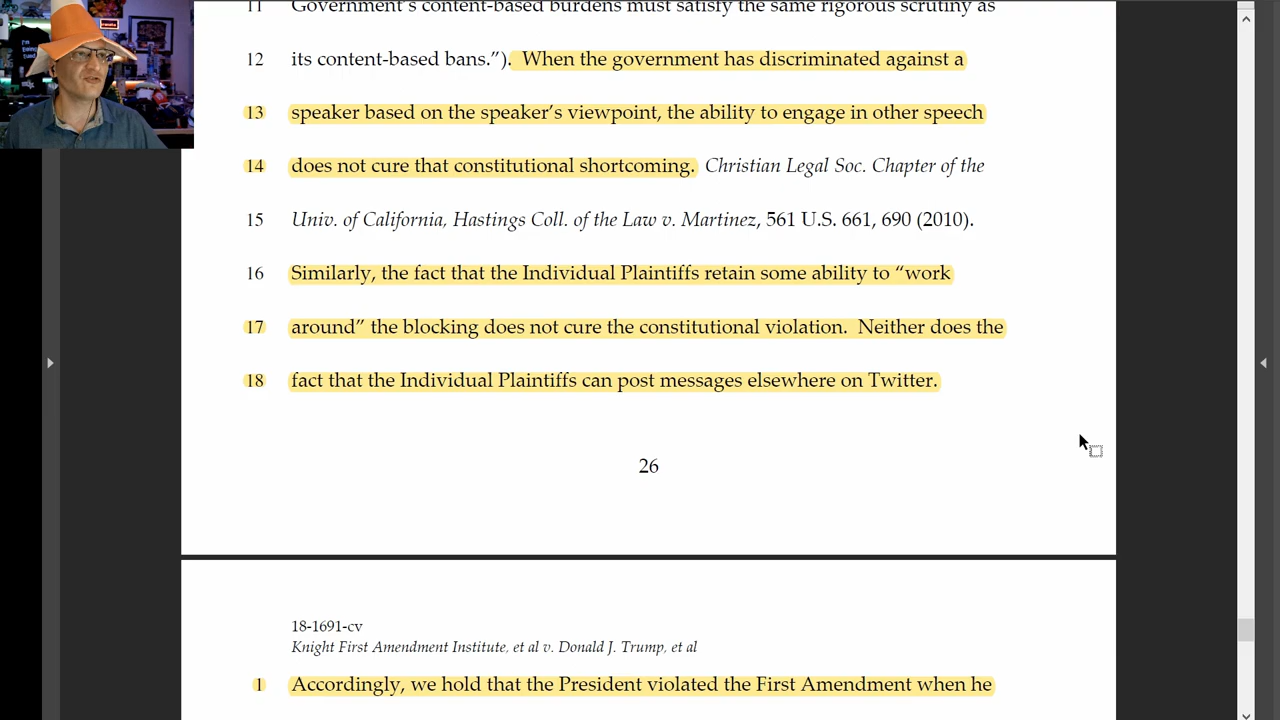 11 Government's content-based burdens must satisfy the same rigorous scrutiny as
12 its content-based bans."). When the government has discriminated against a
13 speaker based on the speaker's viewpoint, the ability to engage in other speech
14 does not cure that constitutional shortcoming. Christian Legal Soc. Chapter of the
15 Univ. of California, Hastings Coll. of the Law v. Martinez, 561 U.S. 661, 690 (2010).
16 Similarly, the fact that the Individual Plaintiffs retain some ability to “work
17 around” the blocking does not cure the constitutional violation. Neither does the
18 fact that the Individual Plaintiffs can post messages elsewhere on Twitter.
26
18-1691-cv
Knight First Amendment Institute, et al v. Donald J. Trump, et al
1 Accordingly, we hold that the President violated the First Amendment when he